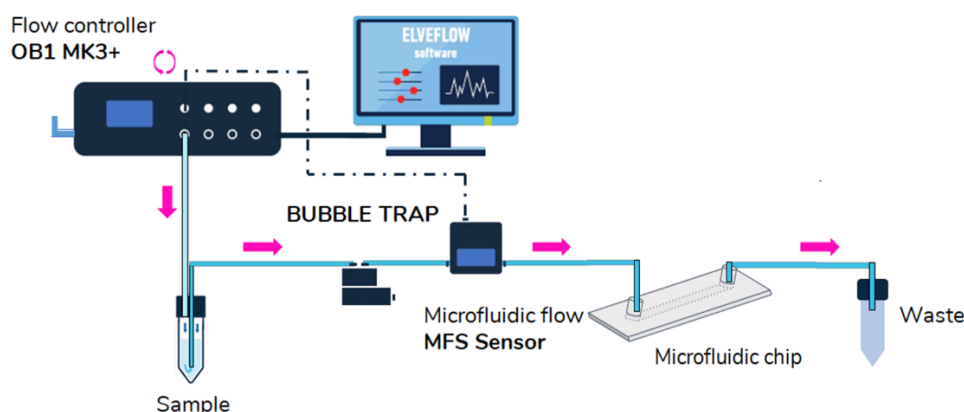 Flow controller
OB1 MK3+
ELVEFLOW
software
BUBBLE TRAP
Microfluidic flow
MFS Sensor
Microfluidic chip
Waste
Sample